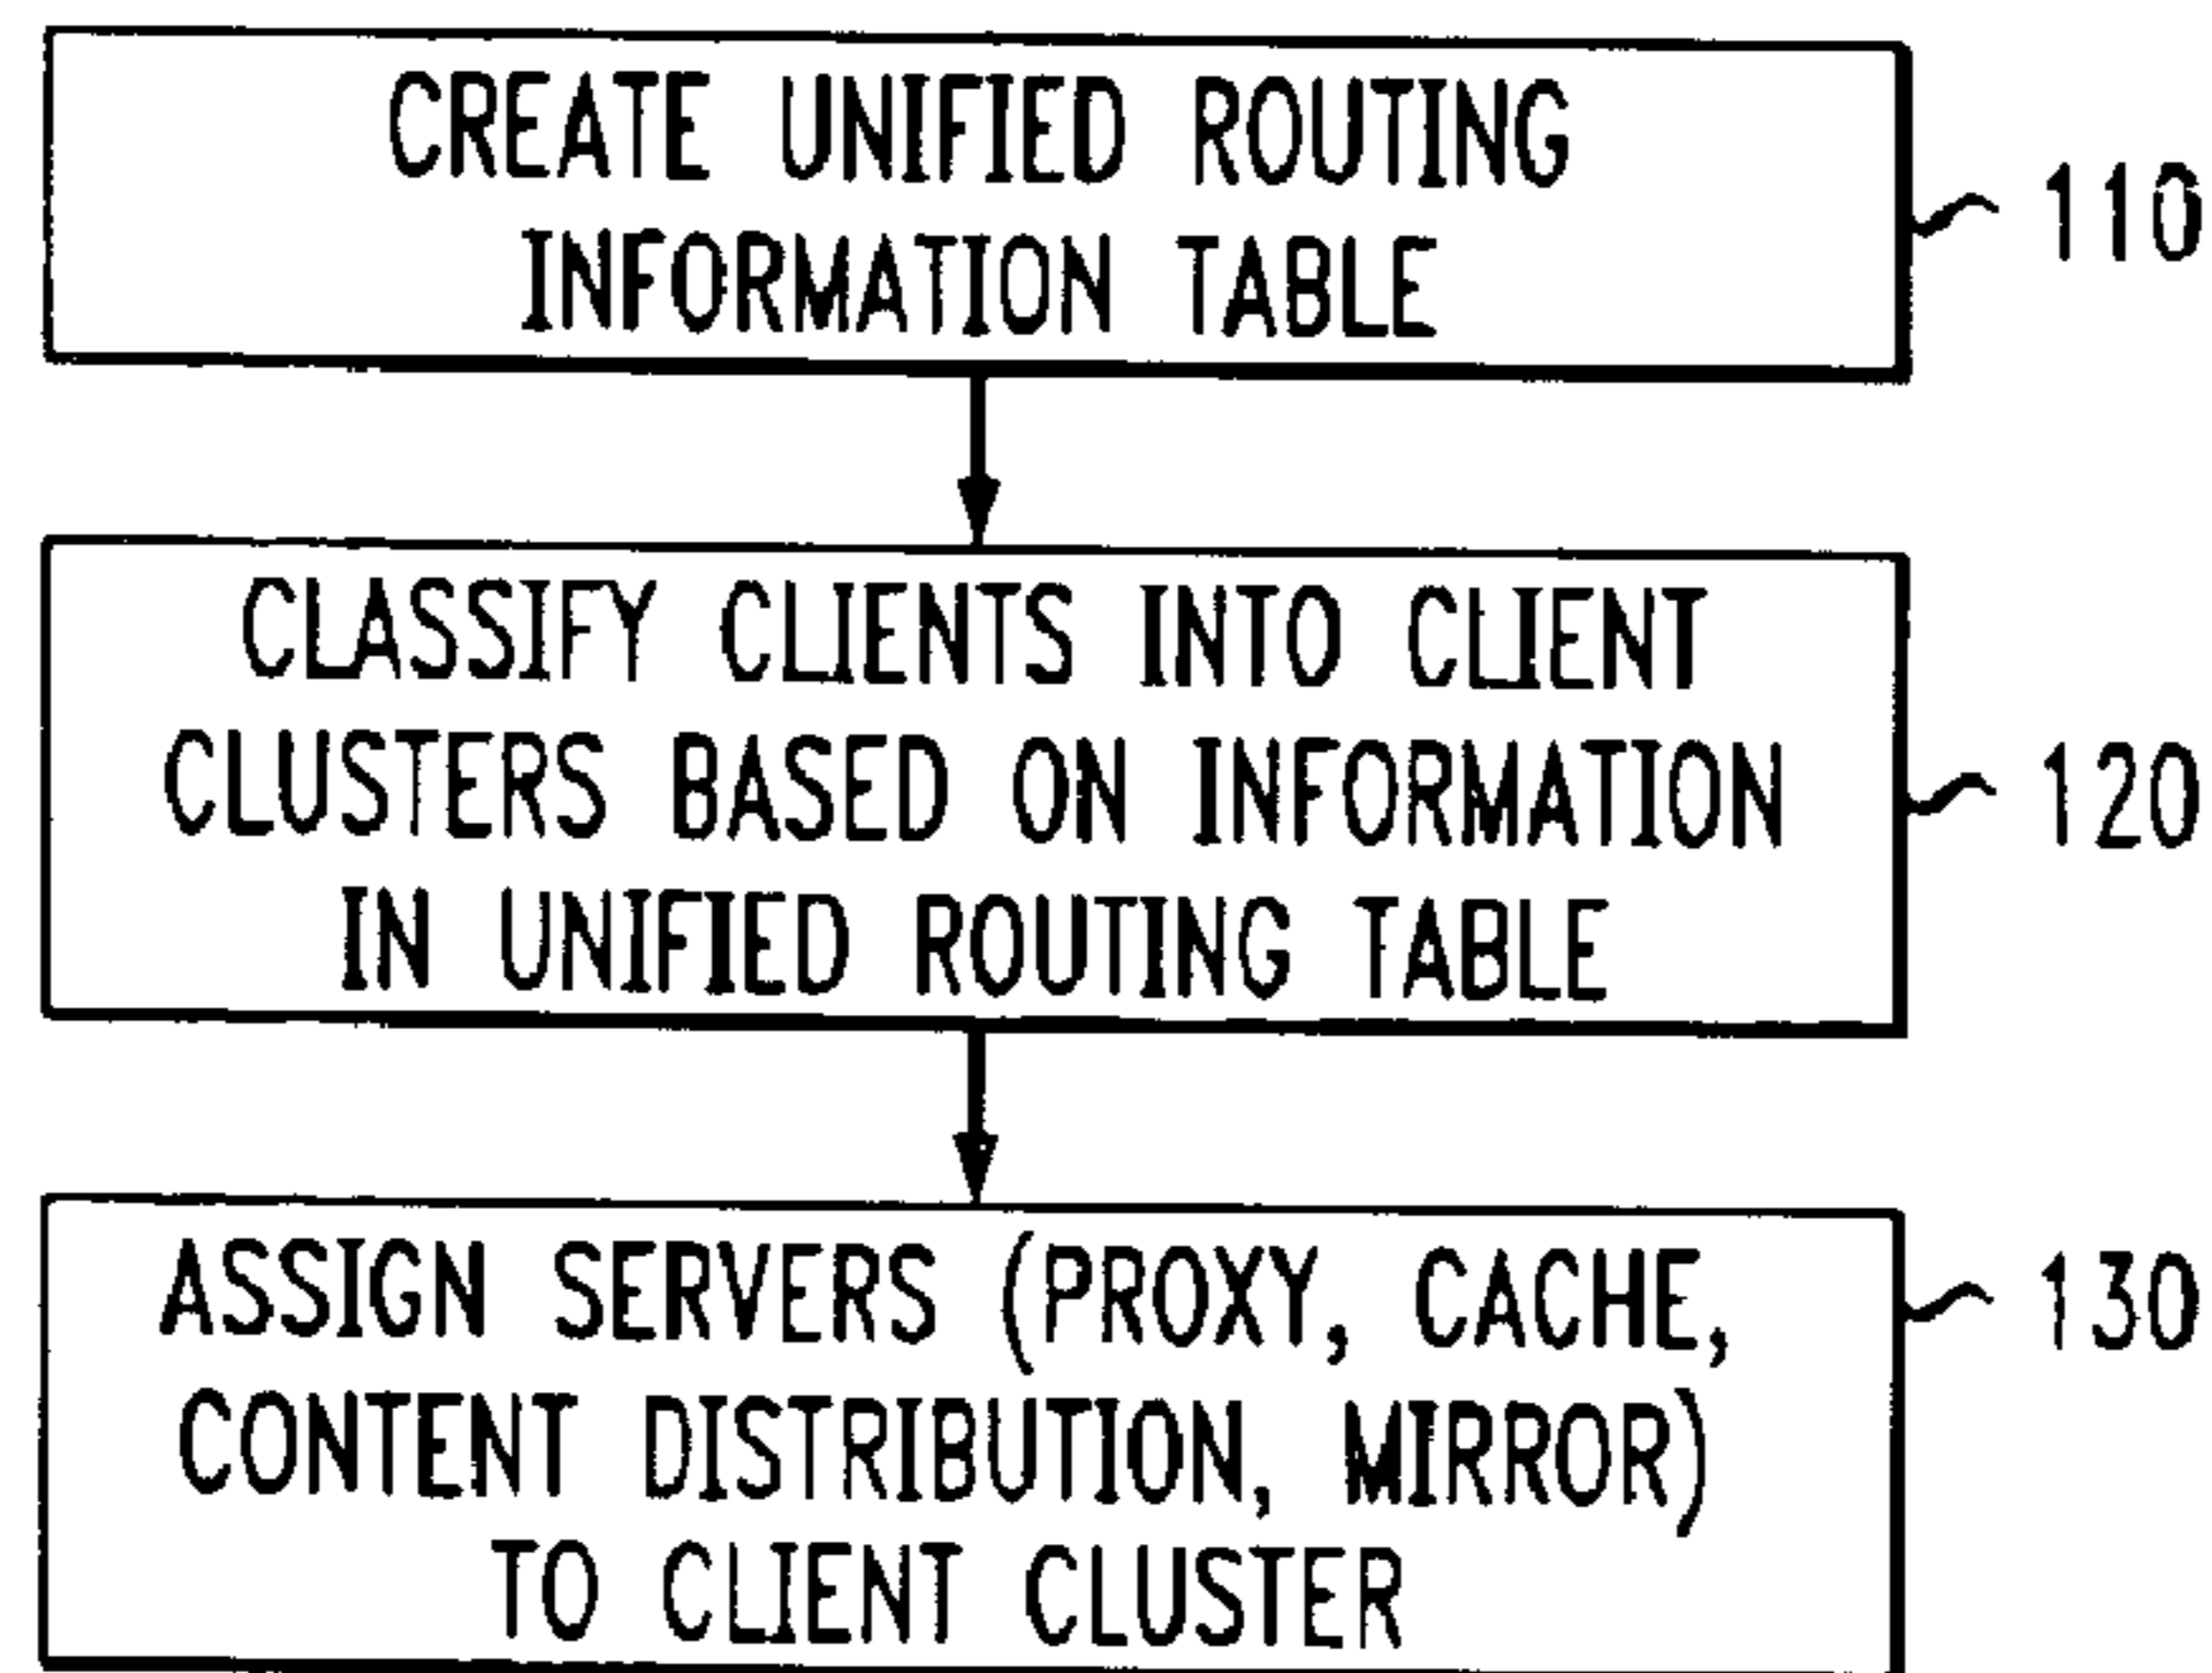 CREATE UNIFIED ROUTING
INFORMATION TABLE
110
CLASSIFY CLIENTS INTO CLIENT
CLUSTERS BASED ON INFORMATION
IN UNIFIED ROUTING TABLE
120
ASSIGN SERVERS (PROXY, CACHE,
CONTENT DISTRIBUTION, MIRROR)
TO CLIENT CLUSTER
130